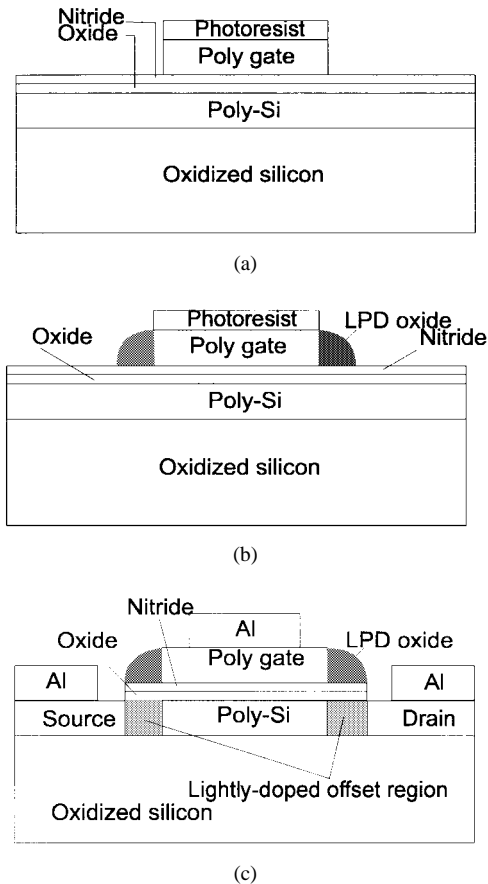 Nitride
Oxide
Photoresist
Poly gate
Poly-Si
Oxidized silicon
(a)
Photoresist
LPD oxide
Oxide
Poly gate
Nitride
Poly-Si
Oxidized silicon
(b)
Nitride
Al
Oxide
LPD oxide
Poly gate
Al
Al
Source
Poly-Si
Drain
Lightly-doped offset region
Oxidized silicon
(c)